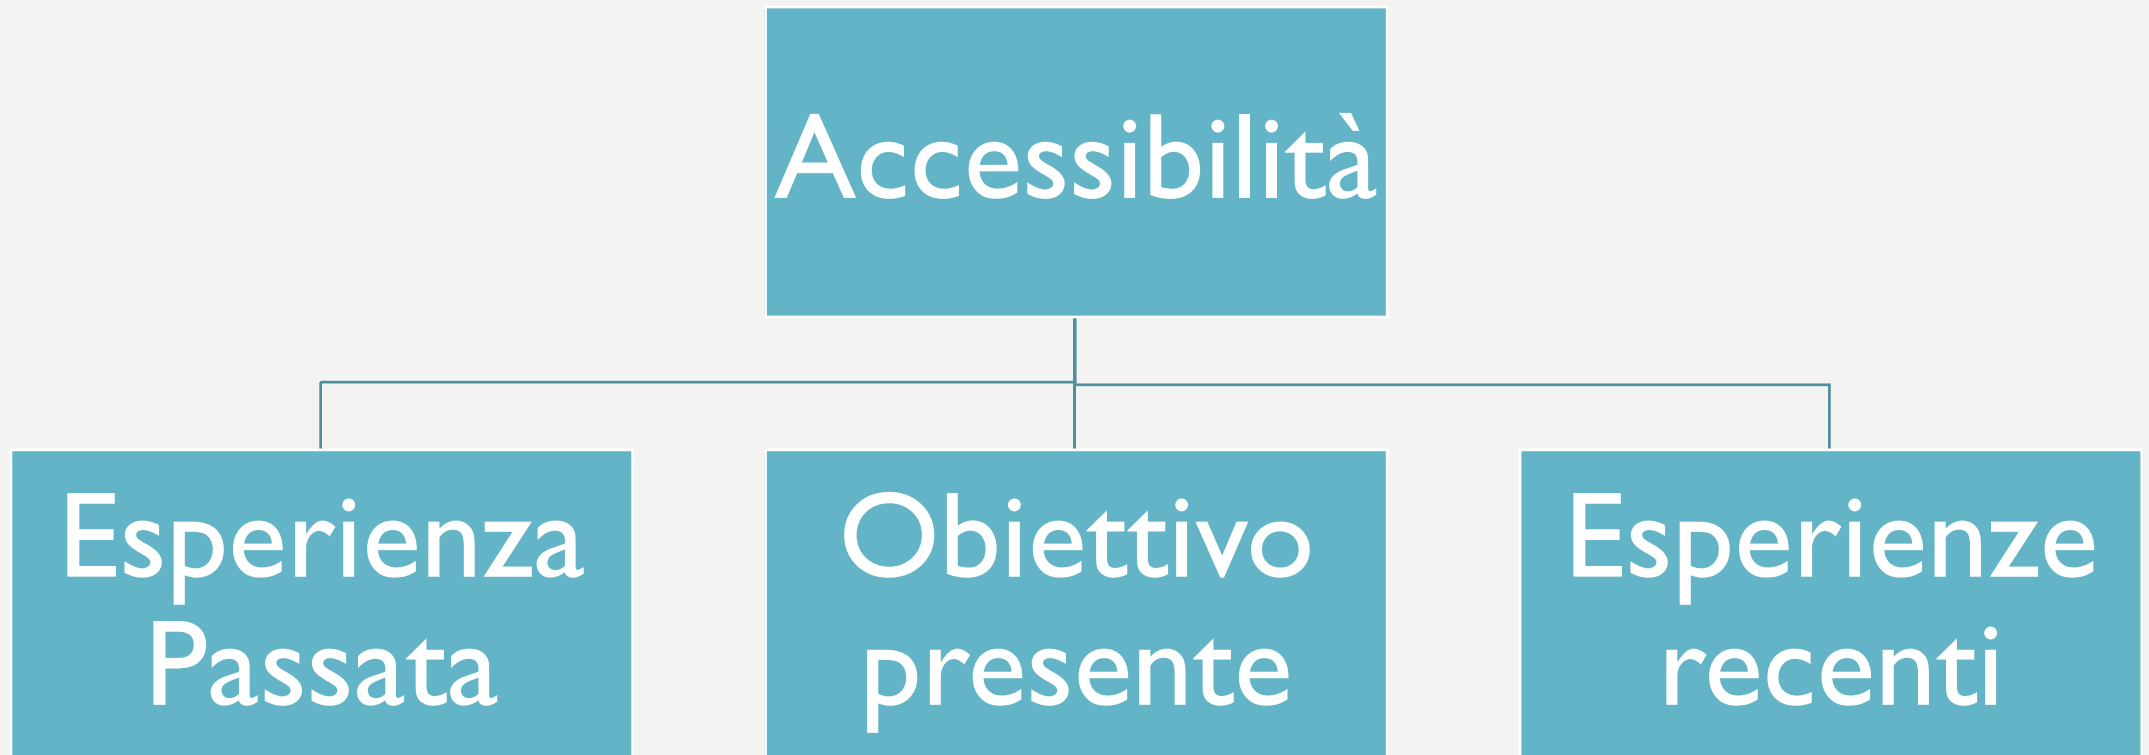 Accessibilità
Esperienza
Passata
Obiettivo
presente
Esperienze
recenti